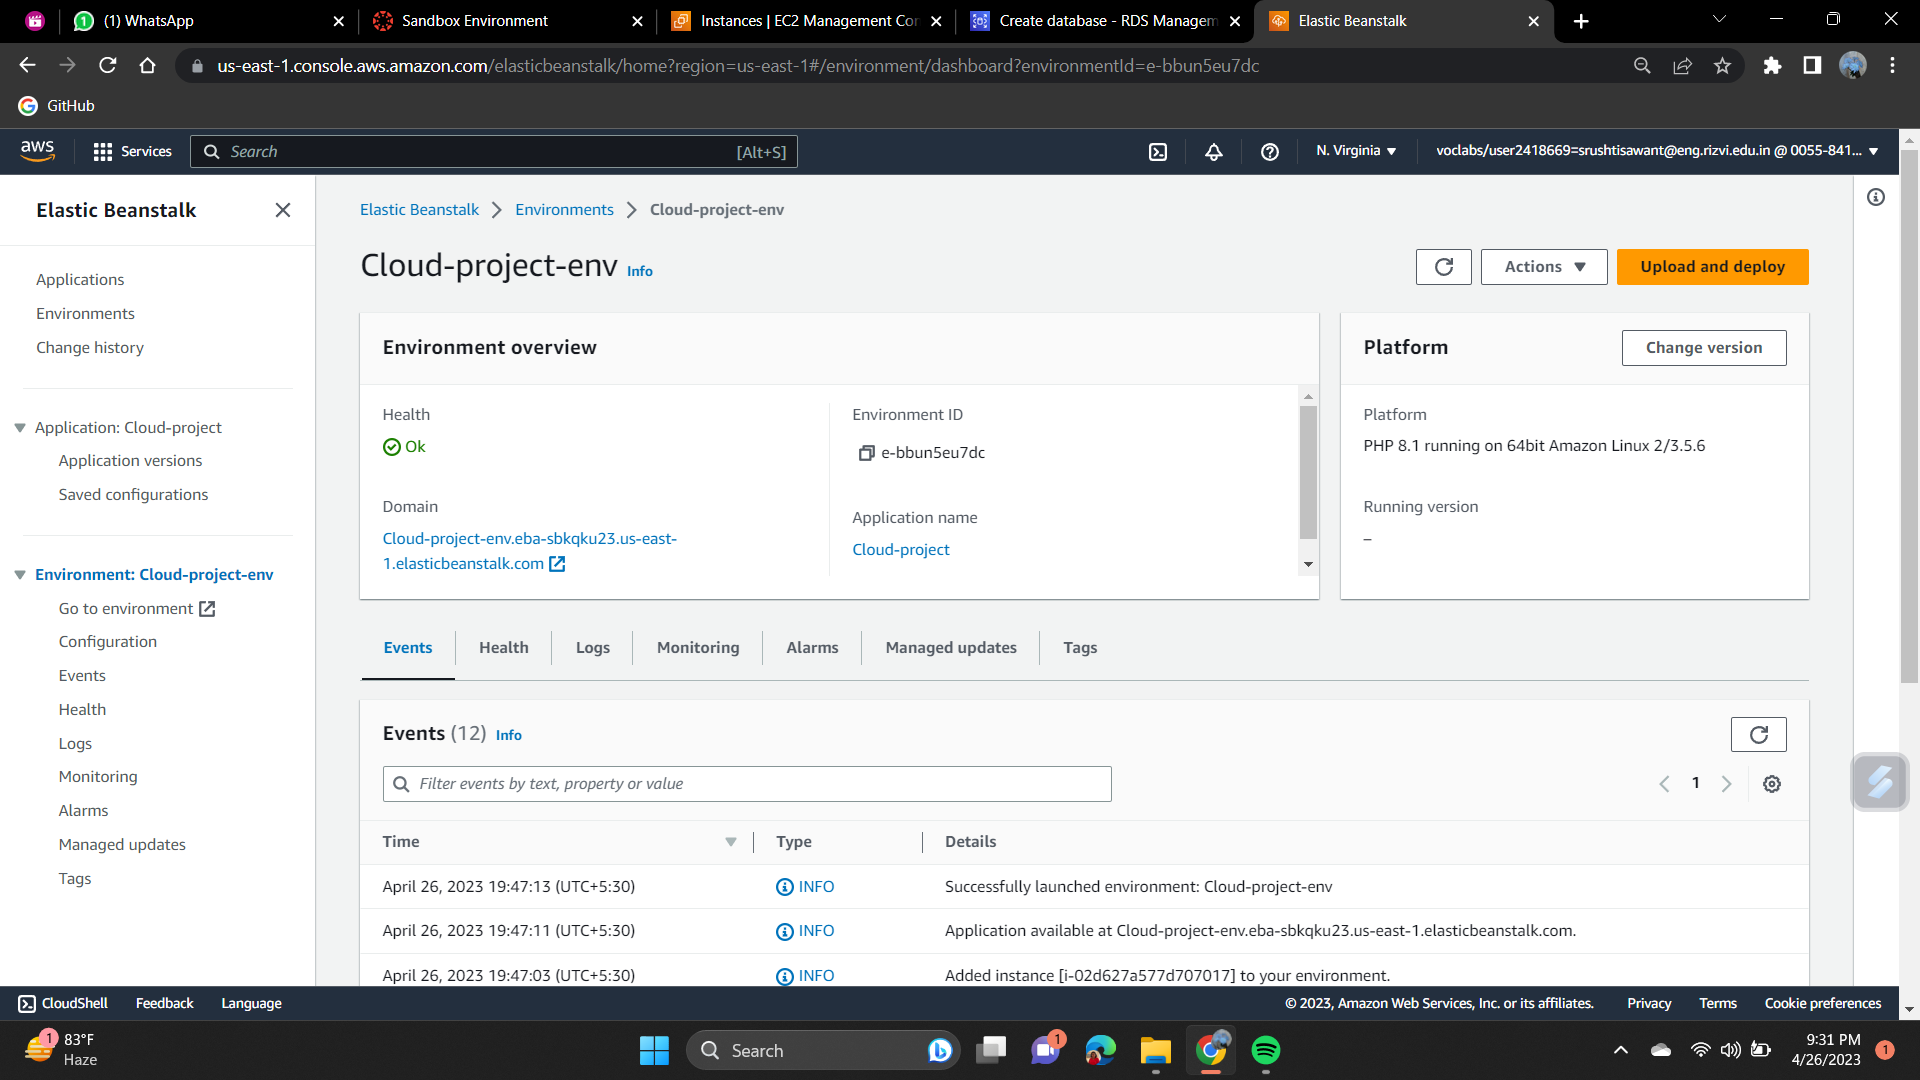 (1) WhatsApp
Sandbox Environment
Instances | EC2 Management Con
Create database - RDS Managem
Elastic Beanstalk
us-east-1.console.aws.amazon.com/elasticbeanstalk/home?region=us-east-1#/environment/dashboard?environmentId=e-bbun5eu7dc
GitHub
aws
Services
Search
[Alt+S]
N. Virginia
voclabs/user2418669=srushtisawant@eng.rizvi.edu.in @ 0055-841...
Elastic Beanstalk
Applications
Environments
Change history
Application: Cloud-project
Application versions
Saved configurations
Environment: Cloud-project-env
Go to environment
Configuration
Events
Health
Logs
Monitoring
Alarms
Managed updates
Tags
Elastic Beanstalk
Environments
Cloud-project-env
Cloud-project-env Info
Actions
Upload and deploy
Environment overview
Health
Ok
Domain
Cloud-project-env.eba-sbkqku23.us-east-
1.elasticbeanstalk.com
Environment ID
e-bbun5eu7dc
Application name
Cloud-project
Platform
Change version
Platform
PHP 8.1 running on 64bit Amazon Linux 2/3.5.6
Running version
–
Events
Health
Logs
Monitoring
Alarms
Managed updates
Tags
Events (12) Info
Filter events by text, property or value
1
Time
Type
Details
April 26, 2023 19:47:13 (UTC+5:30)
INFO
Successfully launched environment: Cloud-project-env
April 26, 2023 19:47:11 (UTC+5:30)
INFO
Application available at Cloud-project-env.eba-sbkqku23.us-east-1.elasticbeanstalk.com.
April 26, 2023 19:47:03 (UTC+5:30)
INFO
Added instance [i-02d627a577d707017] to your environment.
CloudShell
Feedback
Language
© 2023, Amazon Web Services, Inc. or its affiliates.
Privacy
Terms
Cookie preferences
1
83°F
Haze
Search
1
9:31 PM
4/26/2023
1